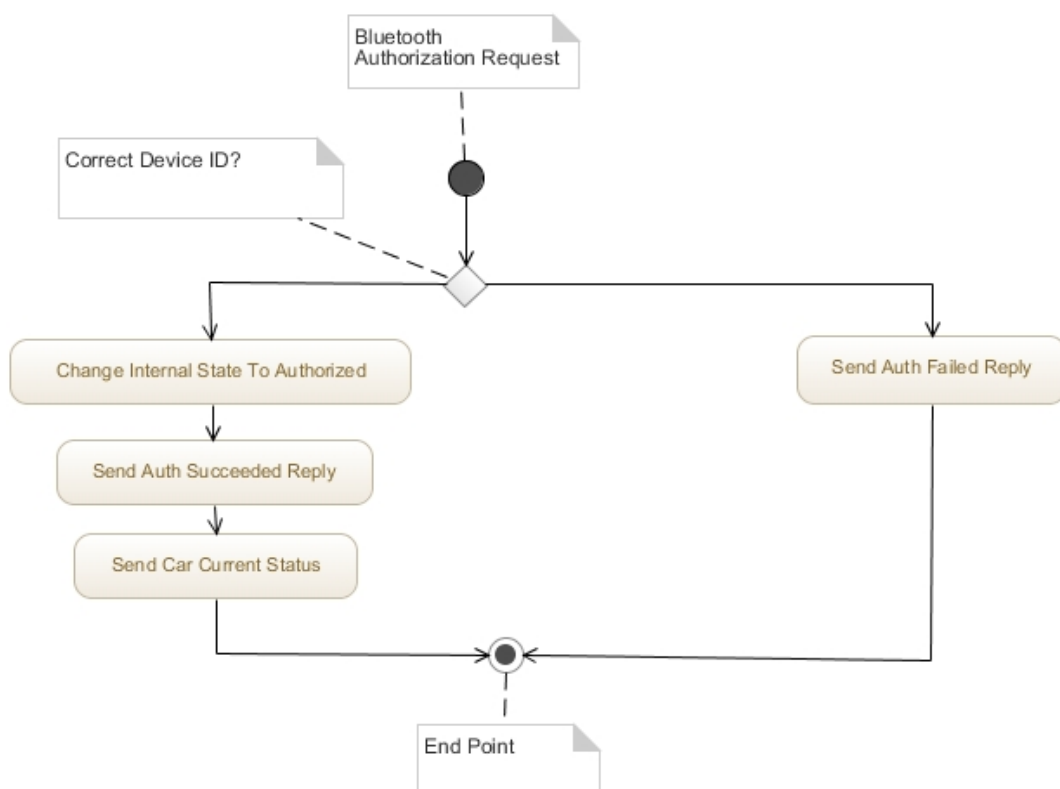 Bluetooth
Authorization Request
Correct Device ID?
Change Internal State To Authorized
Send Auth Failed Reply
Send Auth Succeeded Reply
Send Car Current Status
End Point